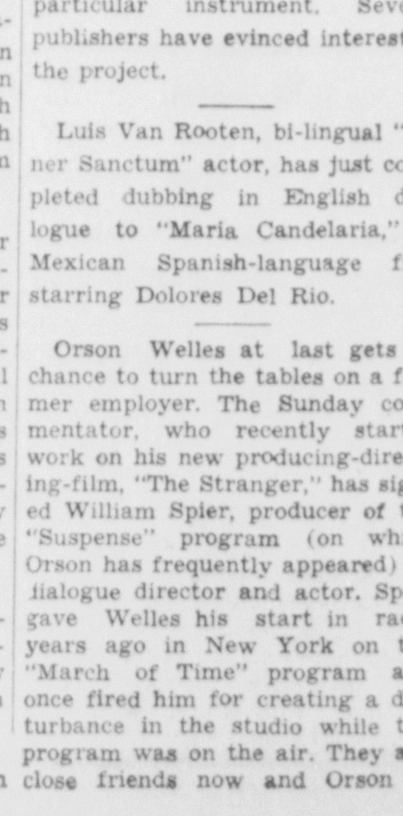 particular instrument. Seve
publishers have evinced interest
the project.
Luis Van Rooten, bi-lingual "
ner Sanctum" actor, has just co
pleted dubbing in English d
logue to "Maria Candelaria,"
Mexican Spanish-language f
starring Dolores Del Rio.
Orson Welles at last gets
chance to turn the tables on a f
mer employer. The Sunday co
mentator, who recently start
work on his new producing-direc
ing-film, "The Stranger," has sig
ed William Spier, producer of t
"Suspense" program (on whi
Orson has frequently appeared)
dialogue director and actor. Sp
gave Welles his start in rad
years ago in New York on t
"March of Time" program a
once fired him for creating a d
turbance in the studio while t
program was on the air. They a
close friends now and Orson